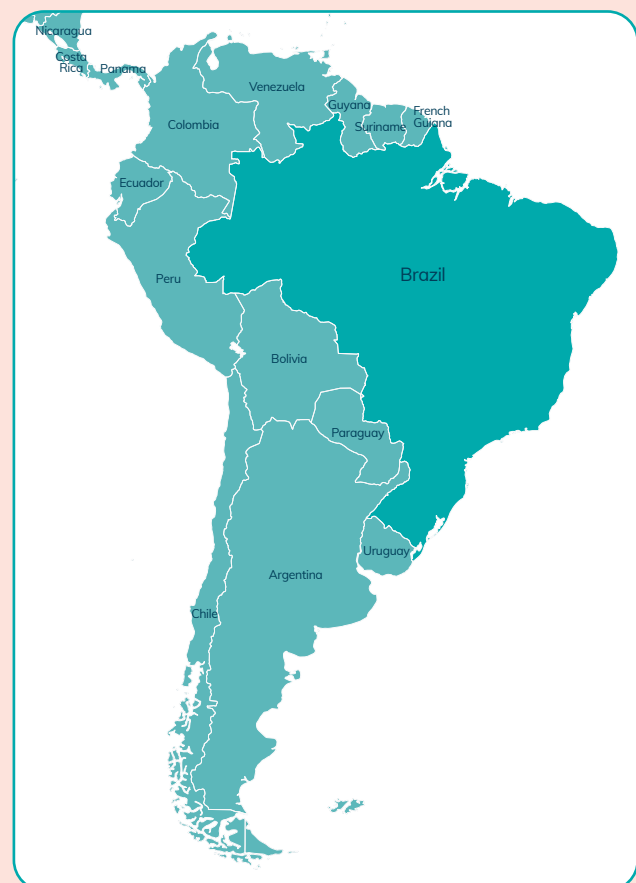 Nicaragua
Costa
Rica
Panama
Venezuela
Guyana
French
Guiana
Suriname
Colombia
Ecuador
Brazil
Peru
Bolivia
Paraguay
Uruguay
Argentina
Chile